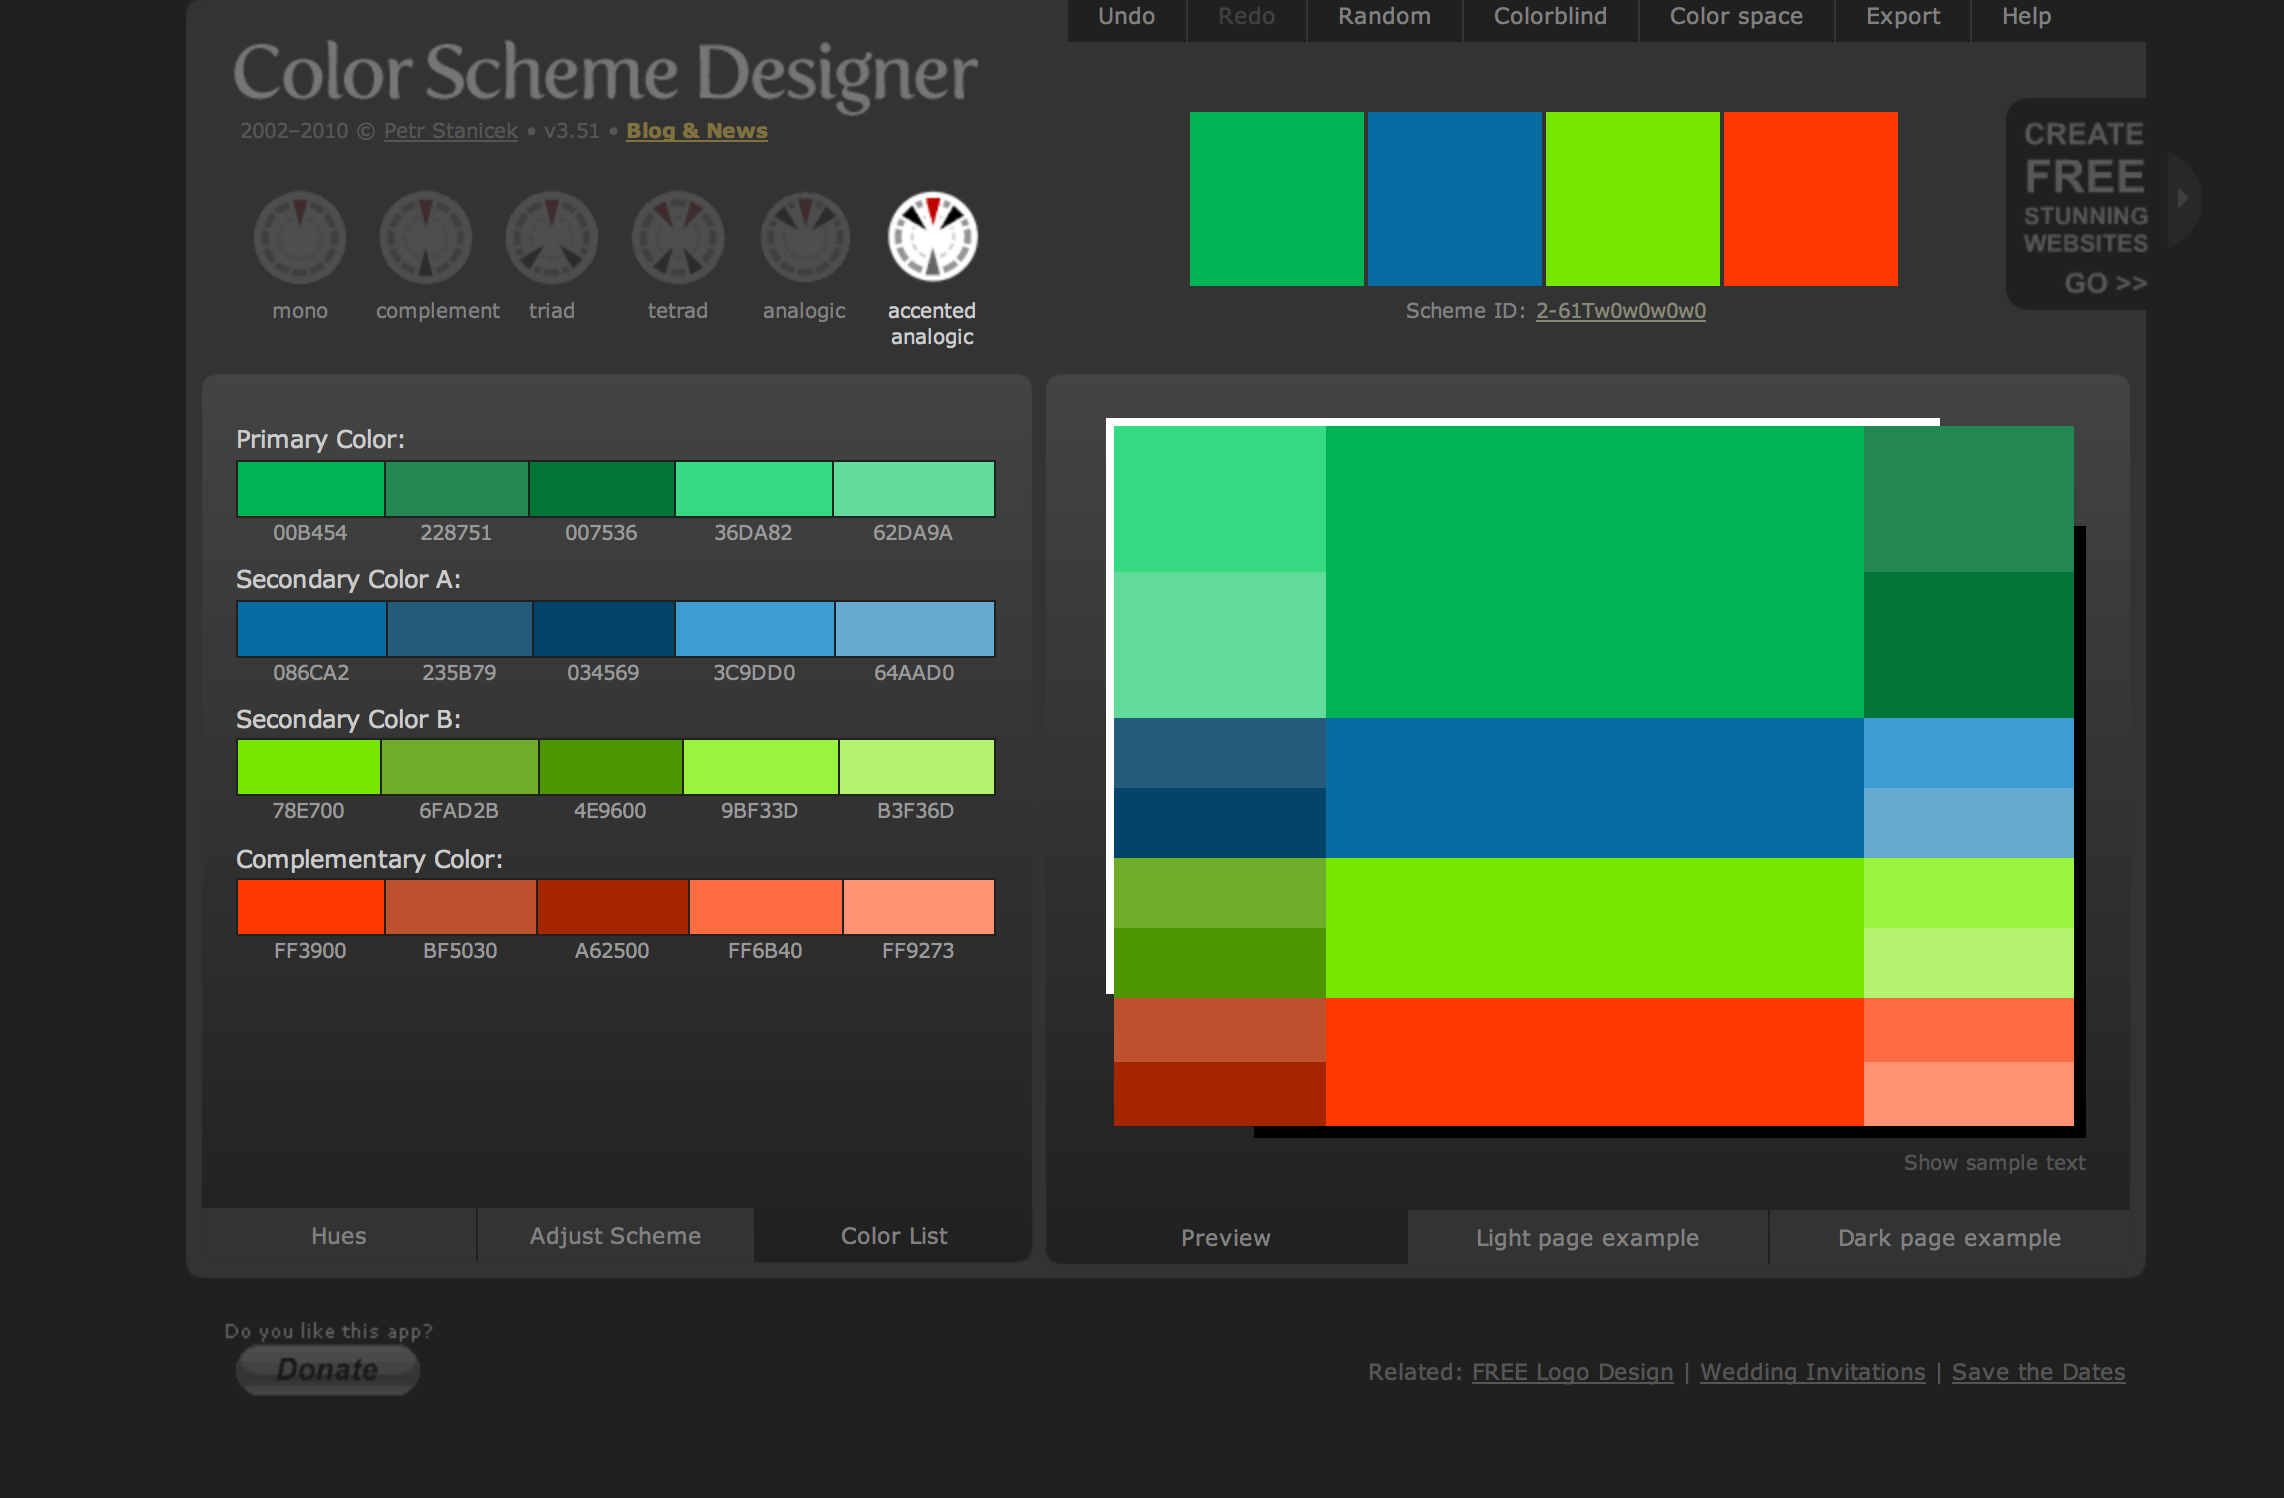 Undo Redo Random Colorblind Color space Export Help
Color Scheme Designer
2002–2010 © Petr Stanicek • v3.51 • Blog & News
CREATE
FREE
STUNNING
WEBSITES
GO >>
mono complement triad tetrad analogic accented
analogic
Scheme ID: 2-61Tw0w0w0w0
Primary Color:
00B454 228751 007536 36DA82 62DA9A
Secondary Color A:
086CA2 235B79 034569 3C9DD0 64AAD0
Secondary Color B:
78E700 6FAD2B 4E9600 9BF33D B3F36D
Complementary Color:
FF3900 BF5030 A62500 FF6B40 FF9273
Show sample text
Hues Adjust Scheme Color List
Preview Light page example Dark page example
Do you like this app?
Donate
Related: FREE Logo Design | Wedding Invitations | Save the Dates